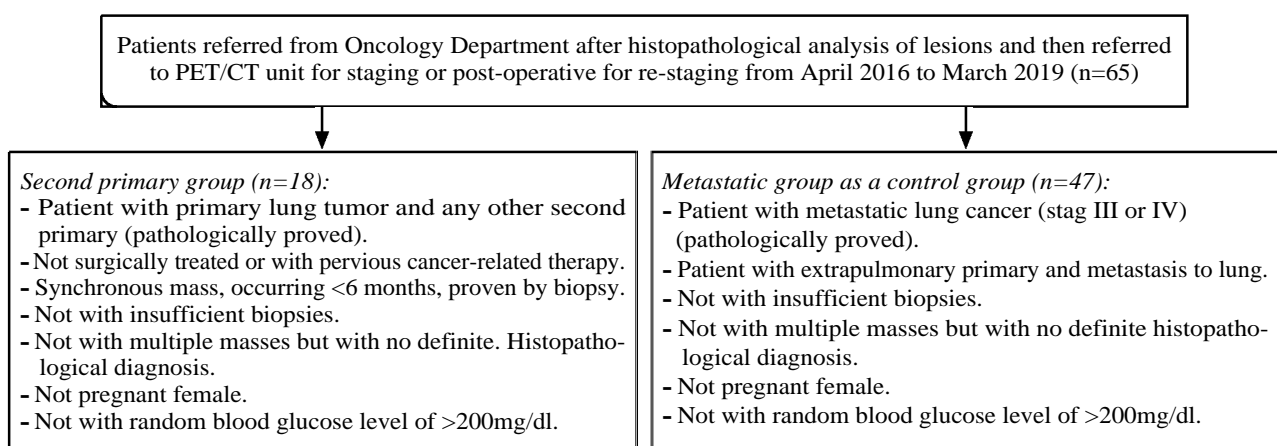 Patients referred from Oncology Department after histopathological analysis of lesions and then referred
to PET/CT unit for staging or post-operative for re-staging from April 2016 to March 2019 (n=65)
Second primary group (n=18):
- Patient with primary lung tumor and any other second
primary (pathologically proved).
- Not surgically treated or with pervious cancer-related therapy.
- Synchronous mass, occurring <6 months, proven by biopsy.
- Not with insufficient biopsies.
- Not with multiple masses but with no definite. Histopatho-
logical diagnosis.
- Not pregnant female.
- Not with random blood glucose level of >200mg/dl.
Metastatic group as a control group (n=47):
- Patient with metastatic lung cancer (stag III or IV)
(pathologically proved).
- Patient with extrapulmonary primary and metastasis to lung.
- Not with insufficient biopsies.
- Not with multiple masses but with no definite histopatho-
logical diagnosis.
- Not pregnant female.
- Not with random blood glucose level of >200mg/dl.